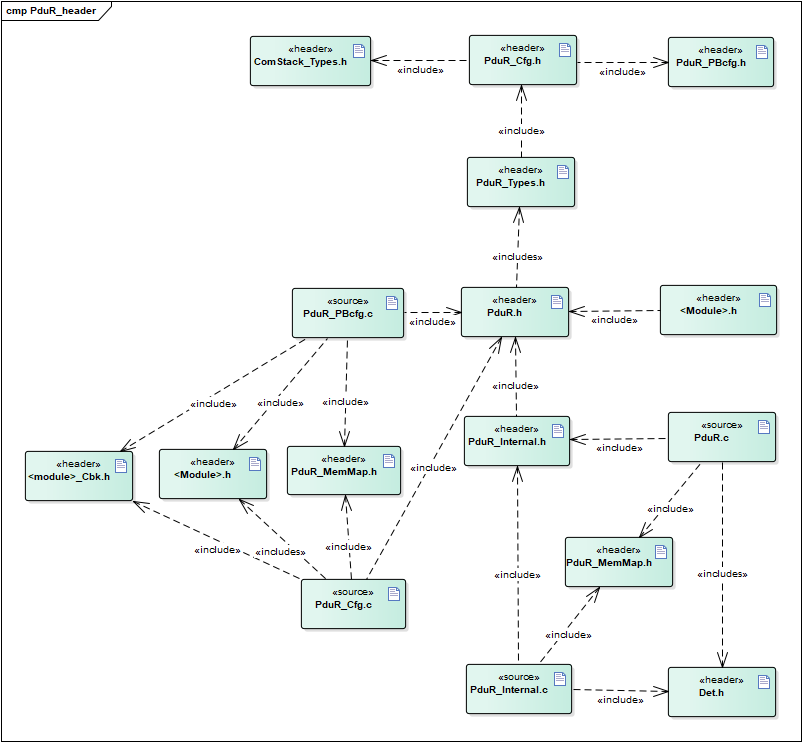 cmp PduR_header
«header»
ComStack_Types.h
«include»
«header»
PduR_Cfg.h
«include»
«header»
PduR_PBcfg.h
«include»
«header»
PduR_Types.h
«includes»
«source»
PduR_PBcfg.c
«include»
«header»
PduR.h
«include»
«header»
<Module>.h
«include»
«include»
«include»
«include»
«header»
PduR_Internal.h
«include»
«source»
PduR.c
«header»
<module>_Cbk.h
«header»
<Module>.h
«header»
PduR_MemMap.h
«include»
«include»
«include»
«includes»
«include»
«header»
PduR_MemMap.h
«include»
«includes»
«source»
PduR_Cfg.c
«include»
«source»
PduR_Internal.c
«include»
«header»
Det.h